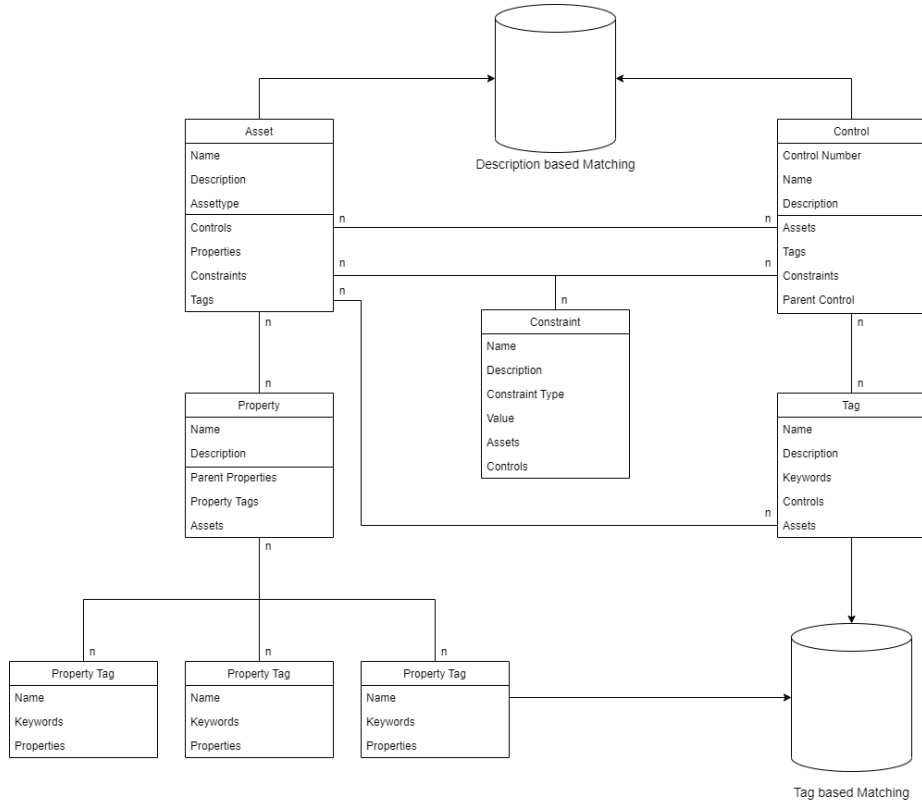 Description based Matching
Asset
Name
Description
Assettype
Controls
Properties
Constraints
Tags
Control
Control Number
Name
Description
Assets
Tags
Constraints
Parent Control
n
n
n
n
n
n
n
n
n
n
Constraint
Name
Description
Constraint Type
Value
Assets
Controls
Property
Name
Description
Parent Properties
Property Tags
Assets
Tag
Name
Description
Keywords
Controls
Assets
n
n
n
n
n
n
Property Tag
Name
Keywords
Properties
Property Tag
Name
Keywords
Properties
Property Tag
Name
Keywords
Properties
Tag based Matching